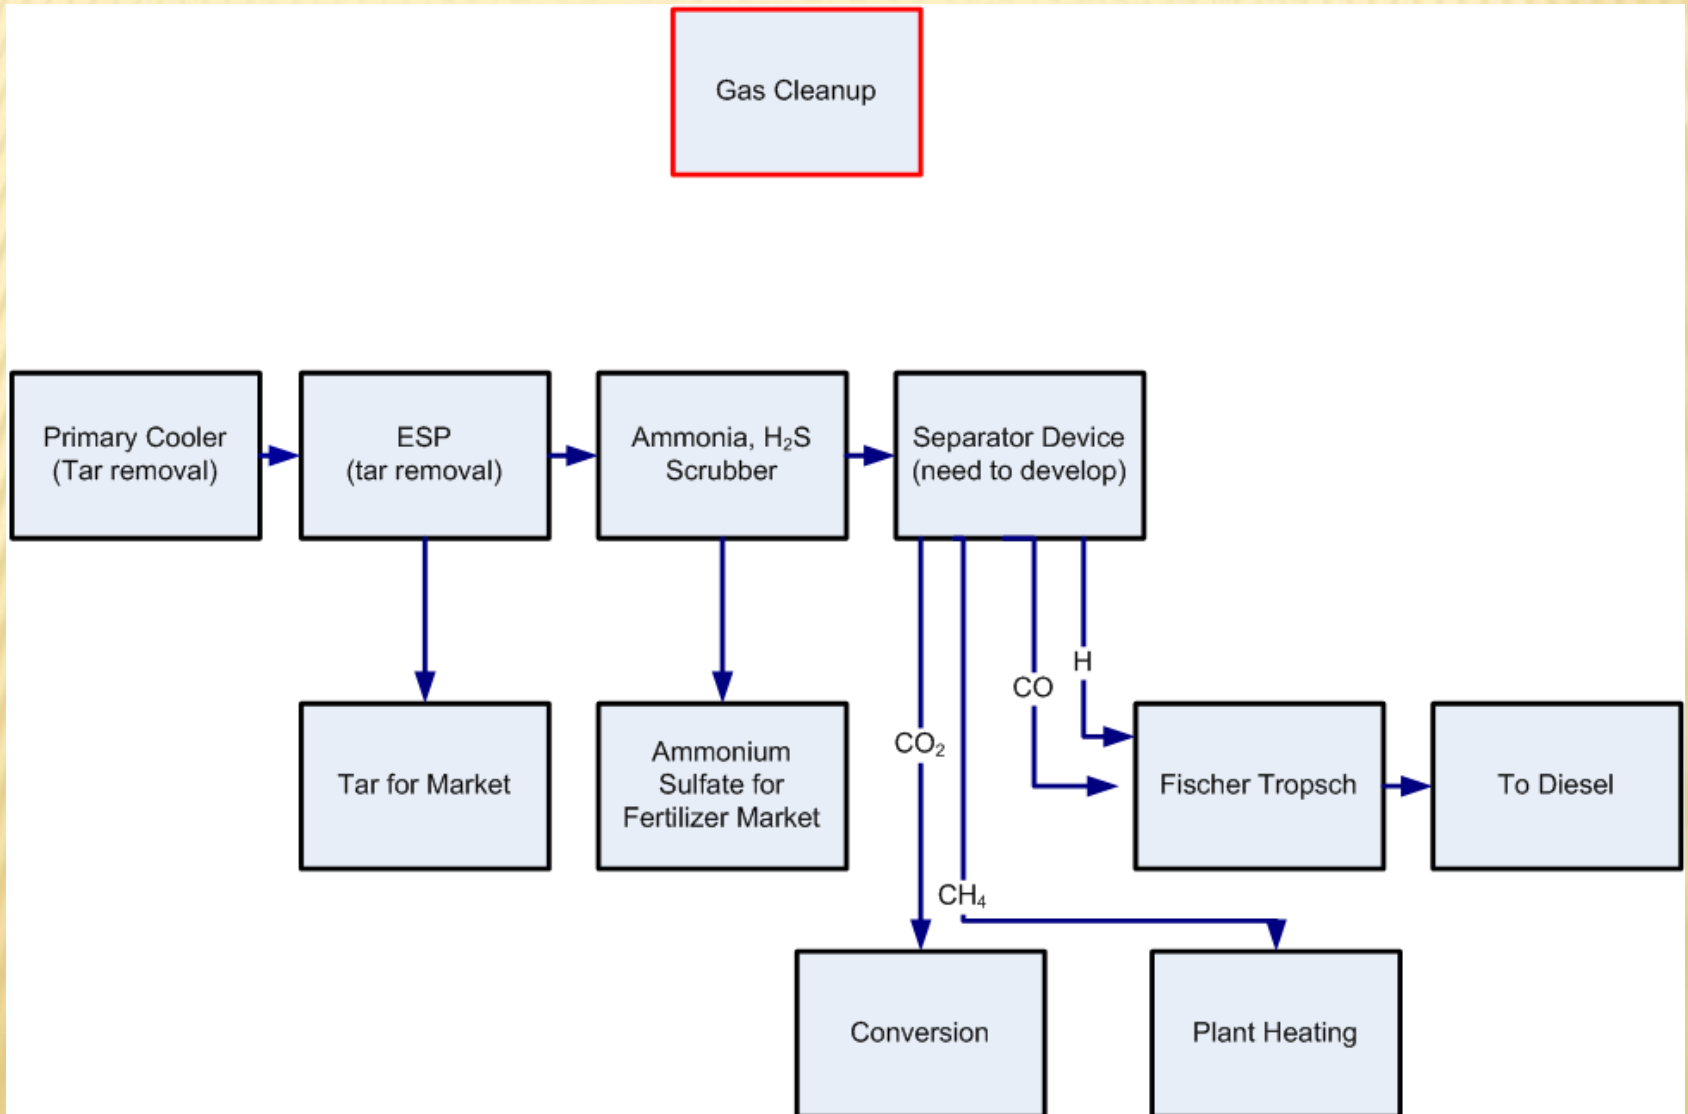 Gas Cleanup
Primary Cooler
(Tar removal)
ESP
(tar removal)
Ammonia, H₂S
Scrubber
Separator Device
(need to develop)
H
CO
CO₂
CH₄
Tar for Market
Ammonium
Sulfate for
Fertilizer Market
Fischer Tropsch
To Diesel
Conversion
Plant Heating